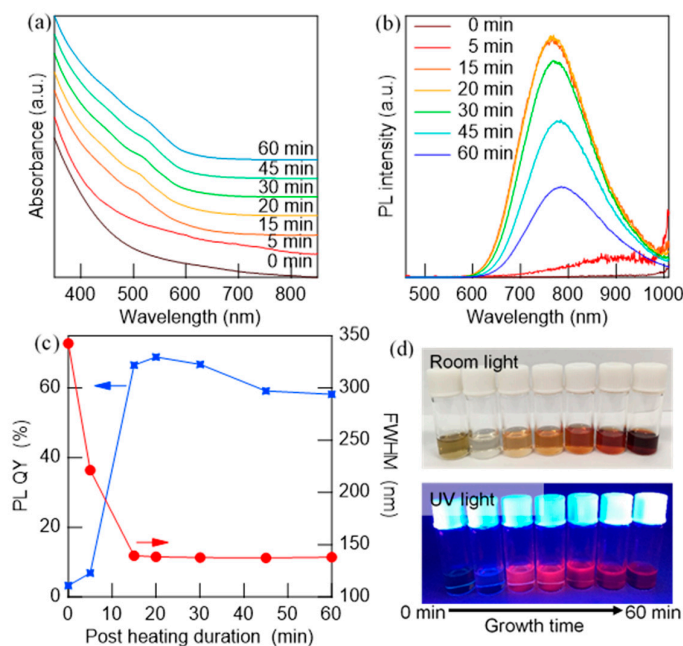 (a)
Absorbance (a.u.)
60 min
45 min
30 min
20 min
15 min
5 min
0 min
400 500 600 700 800
Wavelength (nm)
(b)
PL intensity (a.u.)
0 min
5 min
15 min
20 min
30 min
45 min
60 min
500 600 700 800 900 1000
Wavelength (nm)
(c)
PL QY (%)
60
40
20
0
350
300
250
200
150
100
FWHM (nm)
0 10 20 30 40 50 60
Post heating duration (min)
(d)
Room light
UV light
0 min 60 min
Growth time